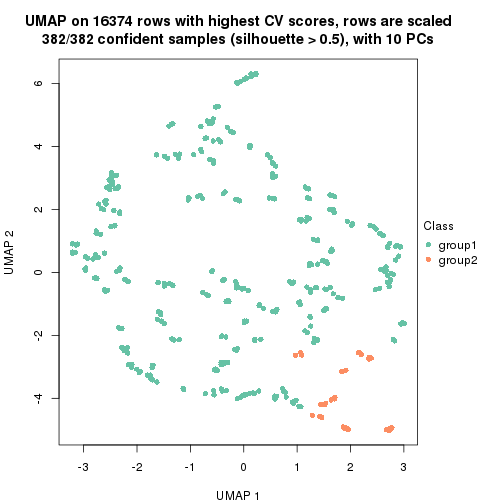 UMAP on 16374 rows with highest CV scores, rows are scaled
382/382 confident samples (silhouette > 0.5), with 10 PCs
6
4
2
0
-2
-4
UMAP 2
-3
-2
-1
0
1
2
3
UMAP 1
Class
group1
group2